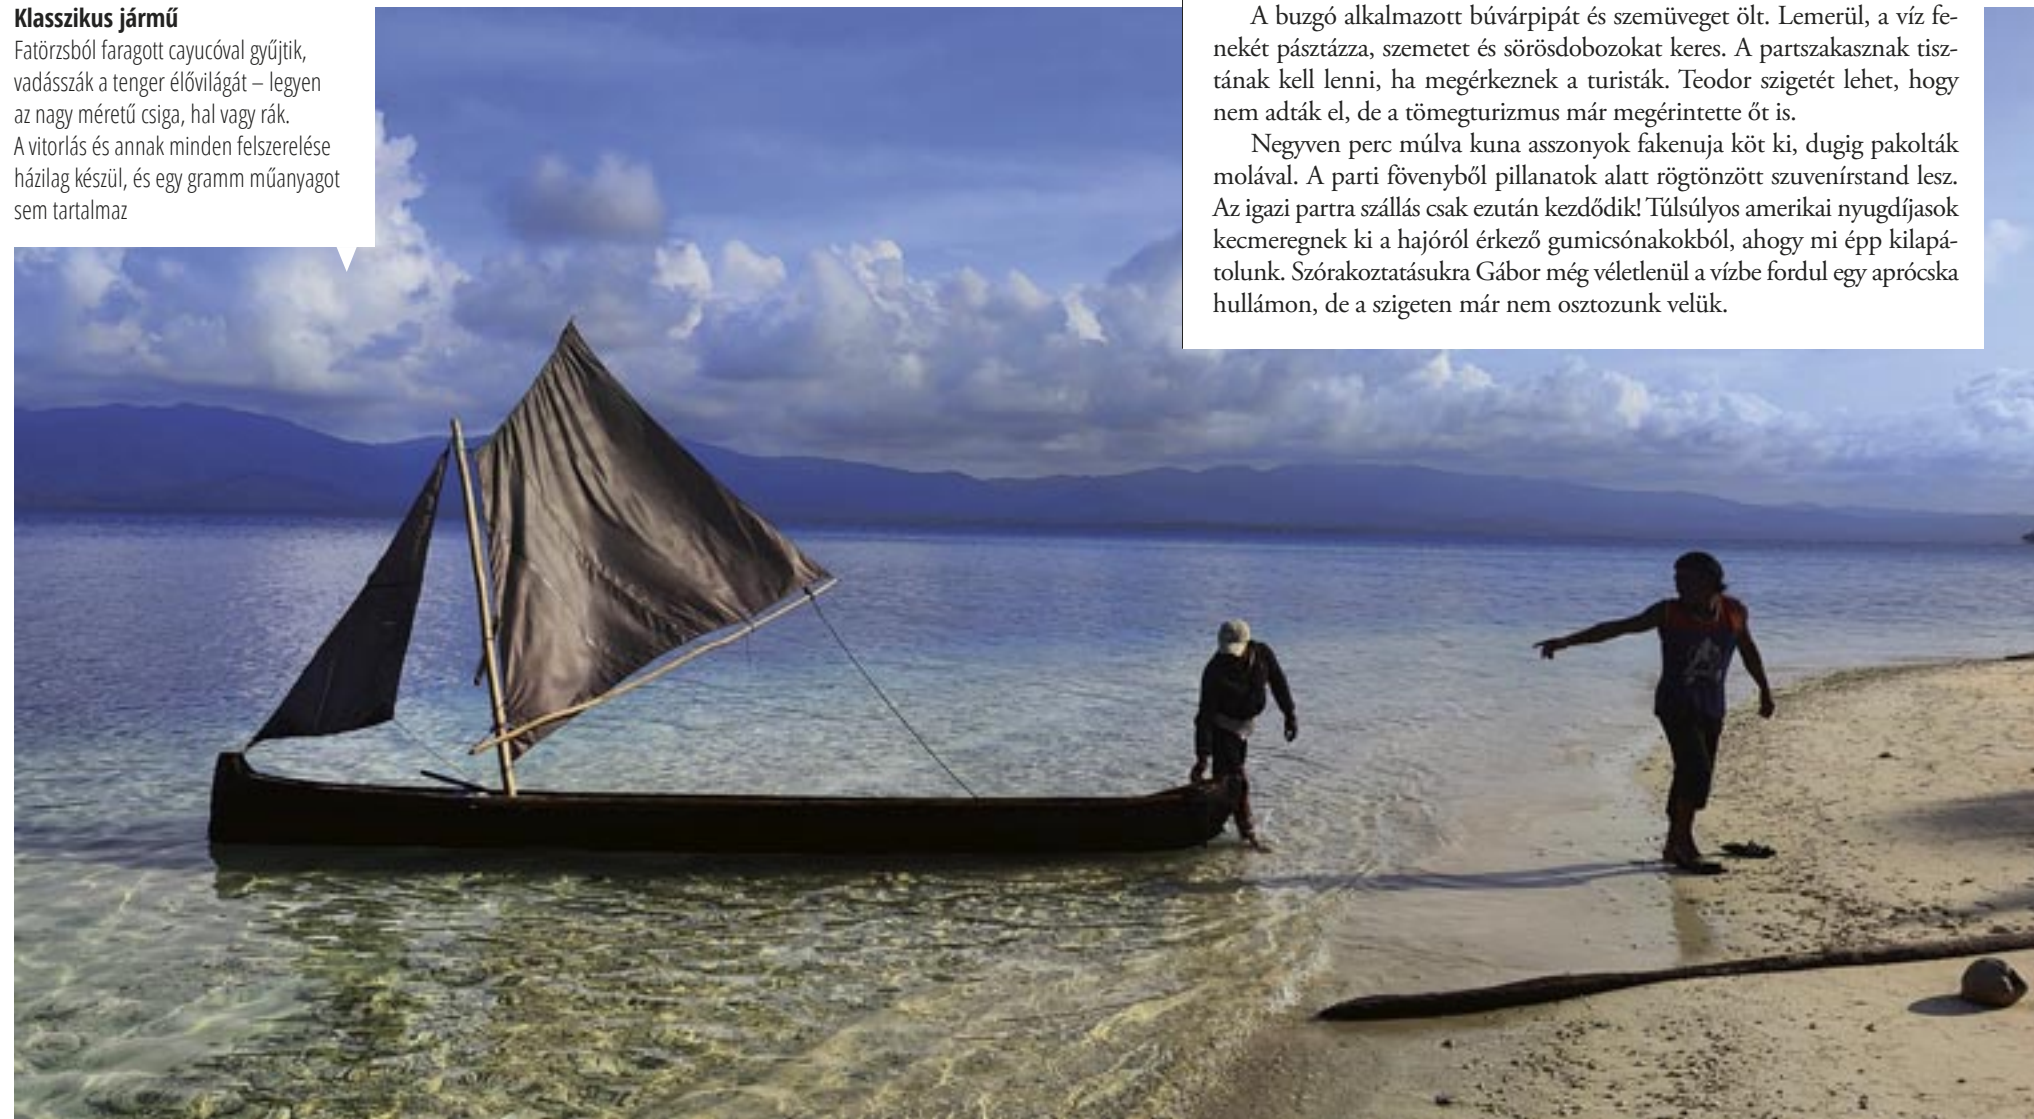 Klasszikus jármű
Fatörzsból faragott cayucóval gyűjtik,
vadásszák a tenger élővilágát – legyen
az nagy méretű csiga, hal vagy rák.
A vitorlás és annak minden felszerelése
házilag készül, és egy gramm műanyagot
sem tartalmaz
A buzgó alkalmazott búvárpipát és szemüveget ölt. Lemerül, a víz fe-
nekét pásztázza, szemetet és sörösdobozokat keres. A partszakasznak tisz-
tának kell lenni, ha megérkeznek a turisták. Teodor szigetét lehet, hogy
nem adták el, de a tömegturizmus már megérintette őt is.
Negyven perc múlva kuna asszonyok fakenuja köt ki, dugig pakolták
molával. A parti fövenyből pillanatok alatt rögtönzött szuvenírstand lesz.
Az igazi partra szállás csak ezután kezdődik! Túlsúlyos amerikai nyugdíjasok
kecmeregnek ki a hajóról érkező gumicsónakokból, ahogy mi épp kilapá-
tolunk. Szórakoztatásukra Gábor még véletlenül a vízbe fordul egy aprócska
hullámon, de a szigeten már nem osztozunk velük.